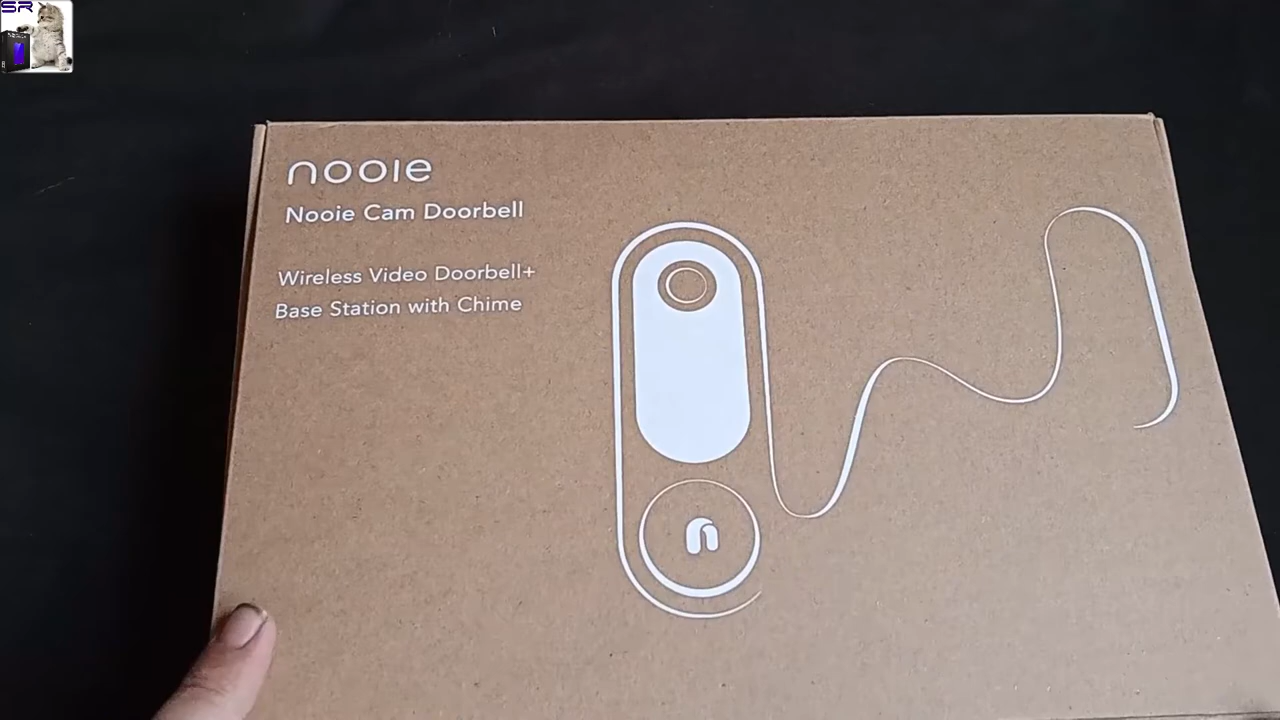 SR
nooie
Nooie Cam Doorbell
Wireless Video Doorbell+
Base Station with Chime
n